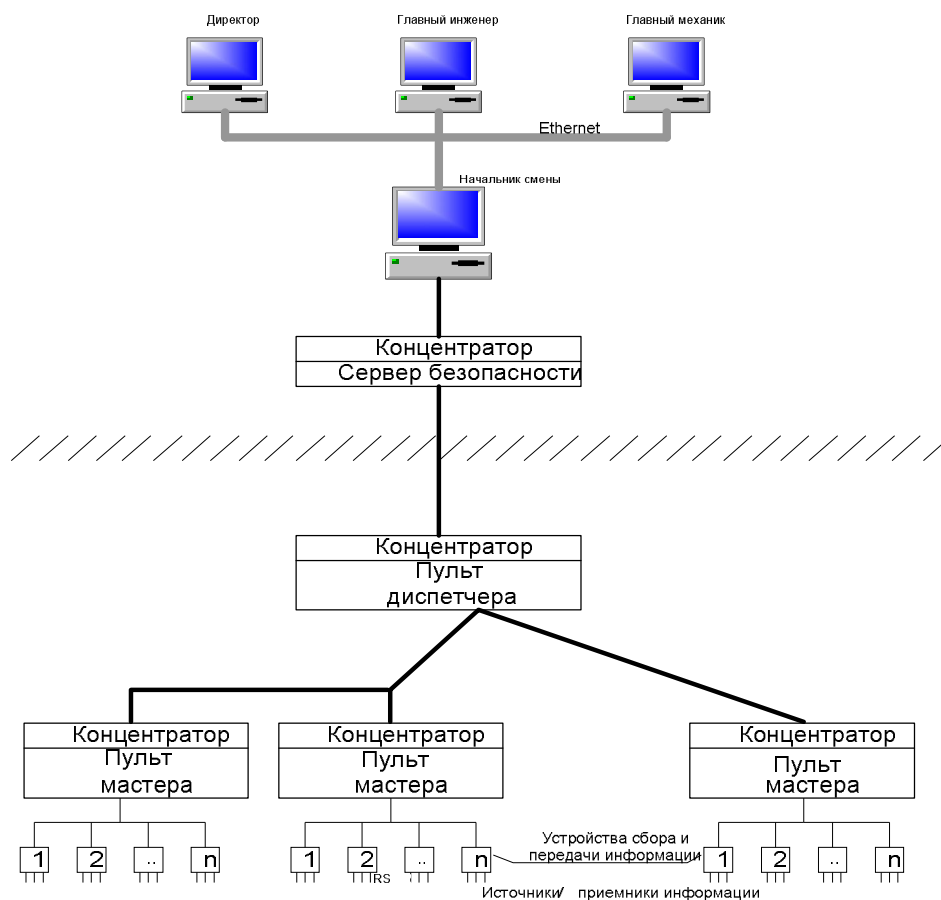 Директор
Главный инженер
Главный механик
Ethernet
Начальник смены
Концентратор
Сервер безопасности
Концентратор
Пульт
диспетчера
Концентратор
Пульт
мастера
Концентратор
Пульт
мастера
Концентратор
Пульт
мастера
1 2 .. n
1 2 .. n
Устройства сбора и
передачи информации
1 2 .. n
RS
Источники/ приемники информации